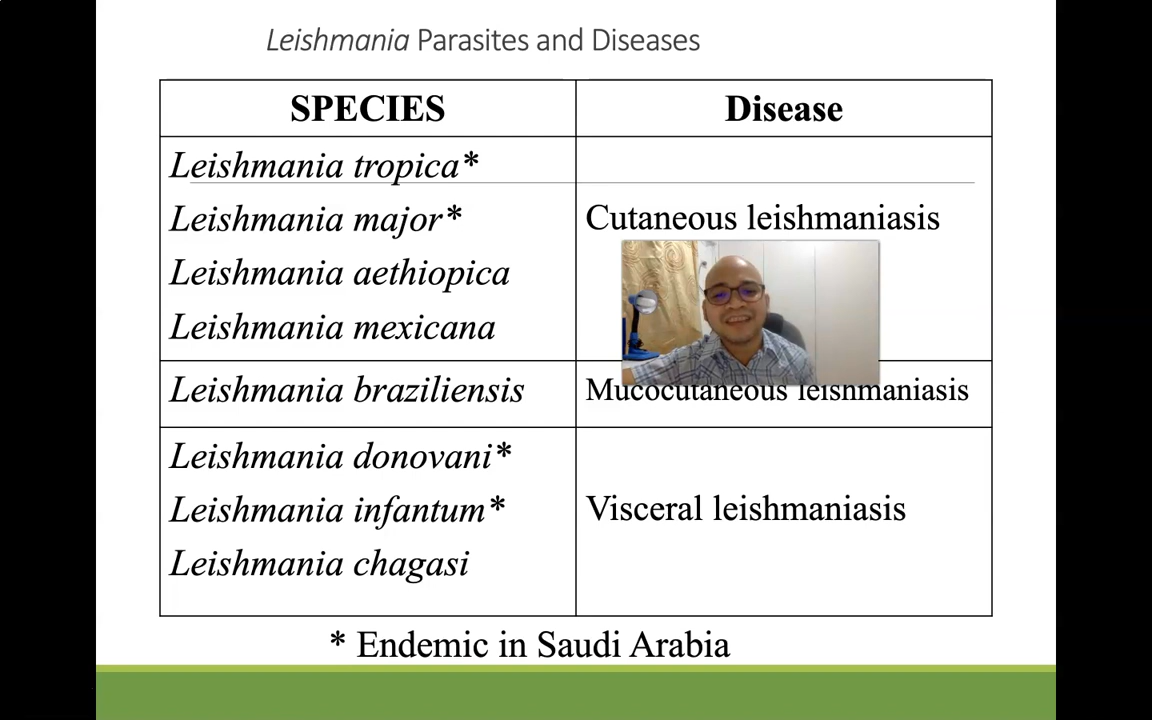 Leishmania Parasites and Diseases
SPECIES
Disease
Leishmania tropica*
Leishmania major*
Leishmania aethiopica
Leishmania mexicana
Cutaneous leishmaniasis
Leishmania braziliensis
Mucocutaneous leishmaniasis
Leishmania donovani*
Leishmania infantum*
Leishmania chagasi
Visceral leishmaniasis
* Endemic in Saudi Arabia